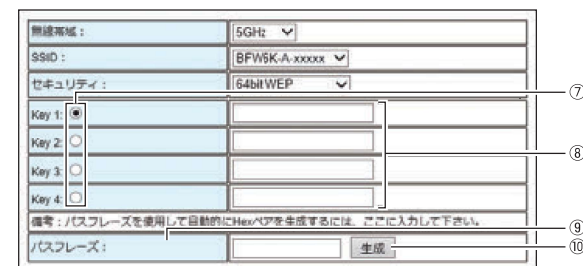 無線帯域： 5GHz
SSID： BFW6K-A-xxxxx
セキュリティ： 64bitWEP
⑦
Key 1:
Key 2:
⑧
Key 3:
Key 4:
備考：パスフレーズを使用して自動的にHexペアを生成するには、ここに入力して下さい。
⑨
パスフレーズ： 生成
⑩